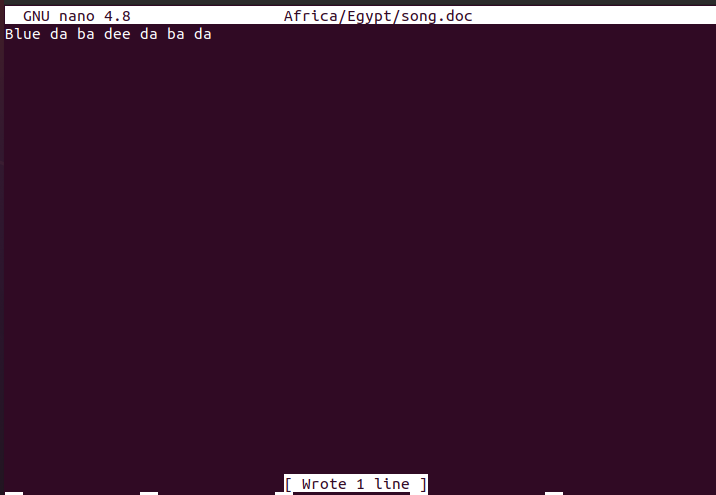 GNU nano 4.8 Africa/Egypt/song.doc
Blue da ba dee da ba da
[ Wrote 1 line ]